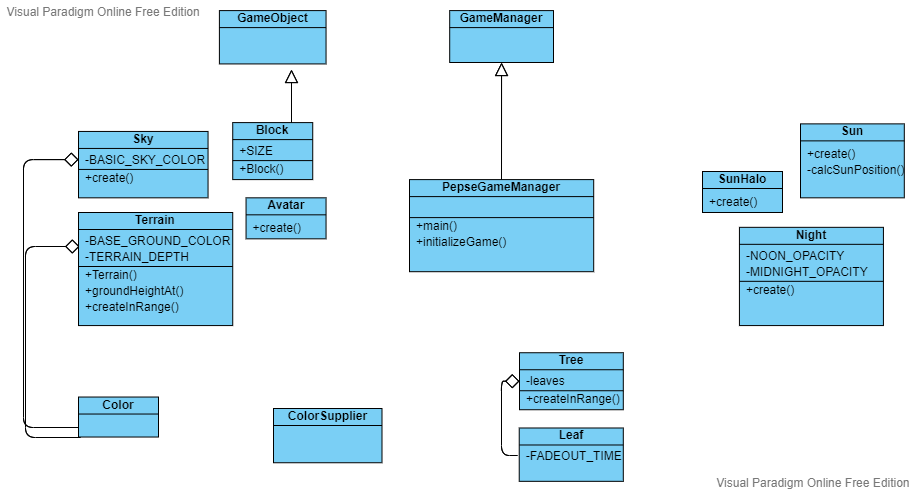 Visual Paradigm Online Free Edition
GameObject
GameManager
Block
+SIZE
+Block()
Sky
-BASIC_SKY_COLOR
+create()
Sun
+create()
-calcSunPosition()
SunHalo
+create()
PepseGameManager
+main()
+initializeGame()
Avatar
+create()
Terrain
-BASE_GROUND_COLOR
-TERRAIN_DEPTH
+Terrain()
+groundHeightAt()
+createInRange()
Night
-NOON_OPACITY
-MIDNIGHT_OPACITY
+create()
Tree
-leaves
+createInRange()
Color
ColorSupplier
Leaf
-FADEOUT_TIME
Visual Paradigm Online Free Edition